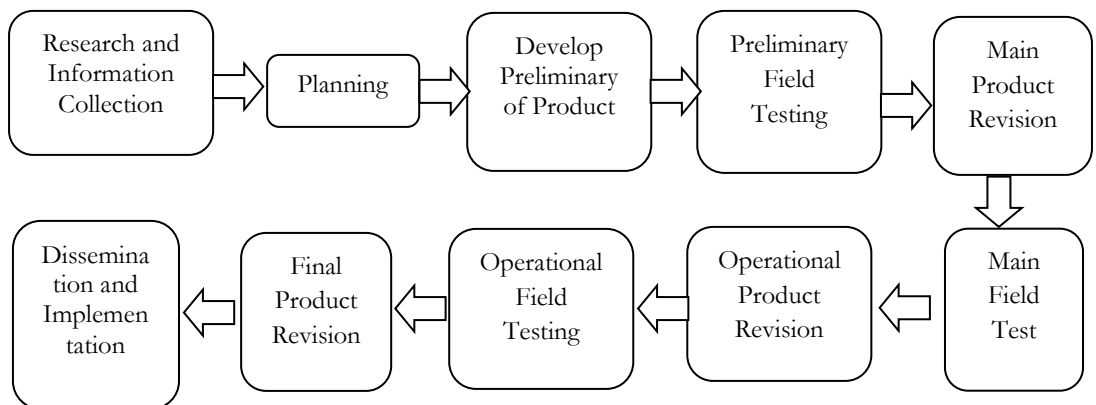 Research and
Information
Collection
Planning
Develop
Preliminary
of Product
Preliminary
Field
Testing
Main
Product
Revision
Main
Field
Test
Operational
Product
Revision
Operational
Field
Testing
Final
Product
Revision
Dissemina
tion and
Implemen
tation